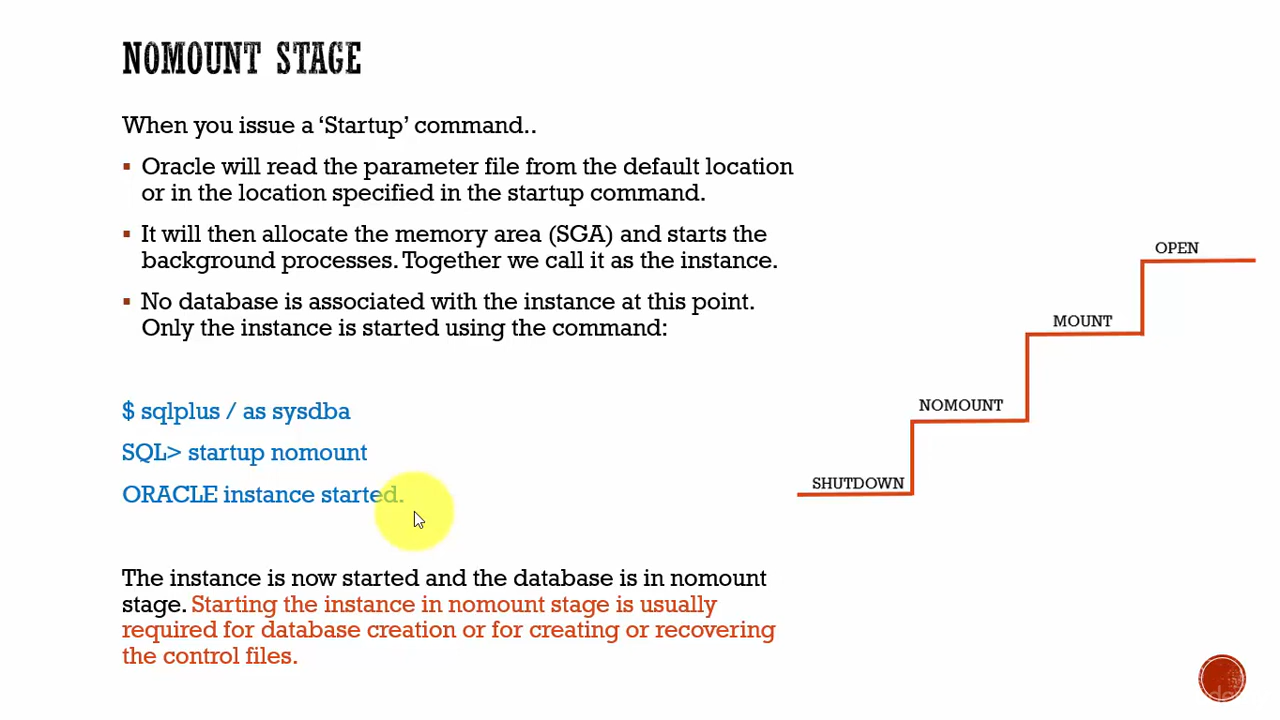 NOMOUNT STAGE
When you issue a ‘Startup’ command..
▪ Oracle will read the parameter file from the default location
or in the location specified in the startup command.
▪ It will then allocate the memory area (SGA) and starts the
background processes. Together we call it as the instance.
▪ No database is associated with the instance at this point.
Only the instance is started using the command:
$ sqlplus / as sysdba
SQL> startup nomount
ORACLE instance started.
The instance is now started and the database is in nomount
stage. Starting the instance in nomount stage is usually
required for database creation or for creating or recovering
the control files.
OPEN
MOUNT
NOMOUNT
SHUTDOWN